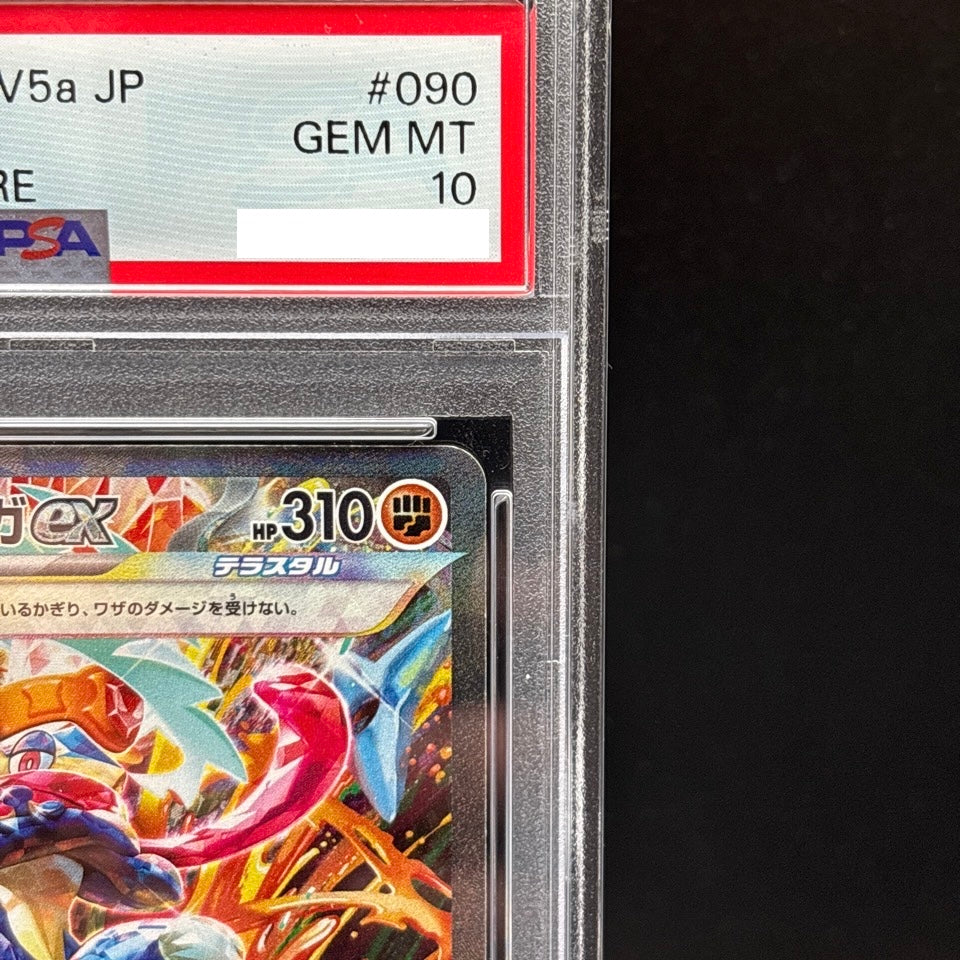 V5a JP #090
GEM MT
RE 10
PSA
ガex HP310
テラスタル
いるかぎり、ワザのダメージを受けない。